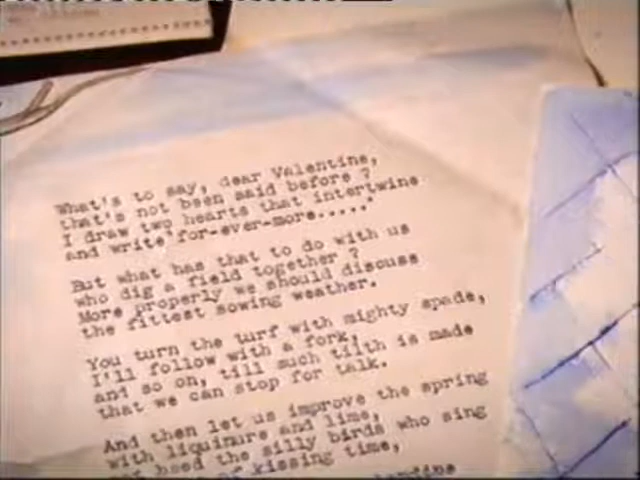 What's to say, dear Valentine,
that's not been said before ?
I draw two hearts that intertwine
and write 'for-ever-more.....'
But what has that to do with us
who dig a field together ?
More properly we should discuss
the fittest sowing weather.
You turn the turf with mighty spade,
I'll follow with a fork,
and so on, till such tilth is made
that we can stop for talk.
And then let us improve the spring
with liquinure and lime,
heed the silly birds who sing
kissing time,